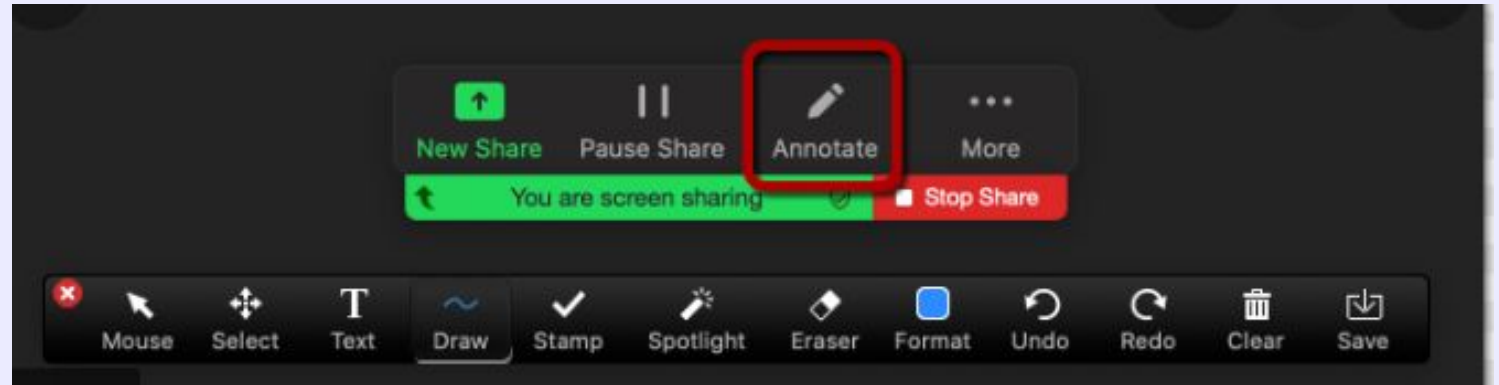 New Share Pause Share Annotate More
You are screen sharing Stop Share
Mouse Select Text Draw Stamp Spotlight Eraser Format Undo Redo Clear Save